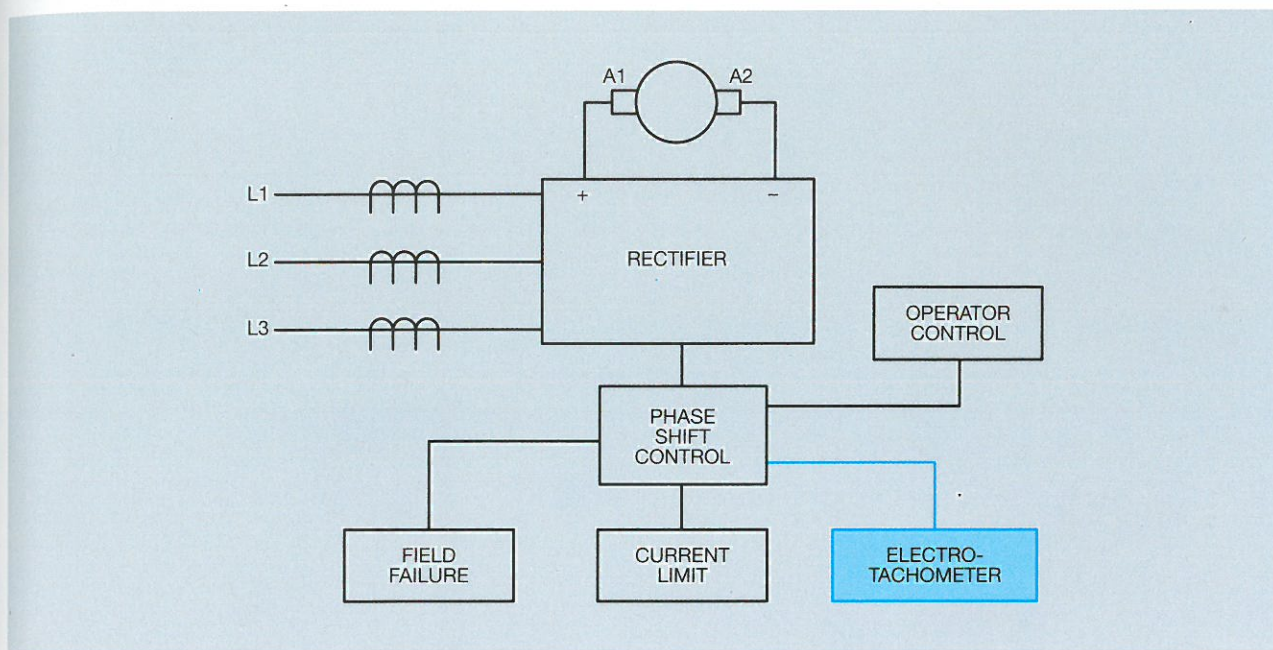 A1
A2
L1
+
−
L2
RECTIFIER
L3
OPERATOR
CONTROL
PHASE
SHIFT
CONTROL
FIELD
FAILURE
CURRENT
LIMIT
ELECTRO-
TACHOMETER